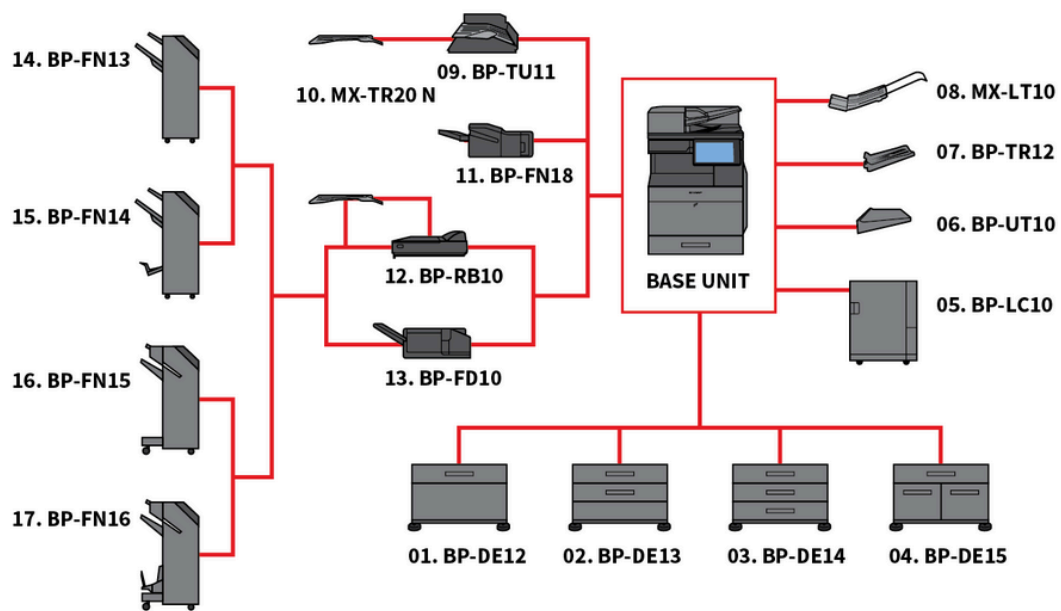 14. BP-FN13
10. MX-TR20 N
09. BP-TU11
08. MX-LT10
07. BP-TR12
11. BP-FN18
15. BP-FN14
06. BP-UT10
12. BP-RB10
BASE UNIT
05. BP-LC10
16. BP-FN15
13. BP-FD10
17. BP-FN16
01. BP-DE12
02. BP-DE13
03. BP-DE14
04. BP-DE15